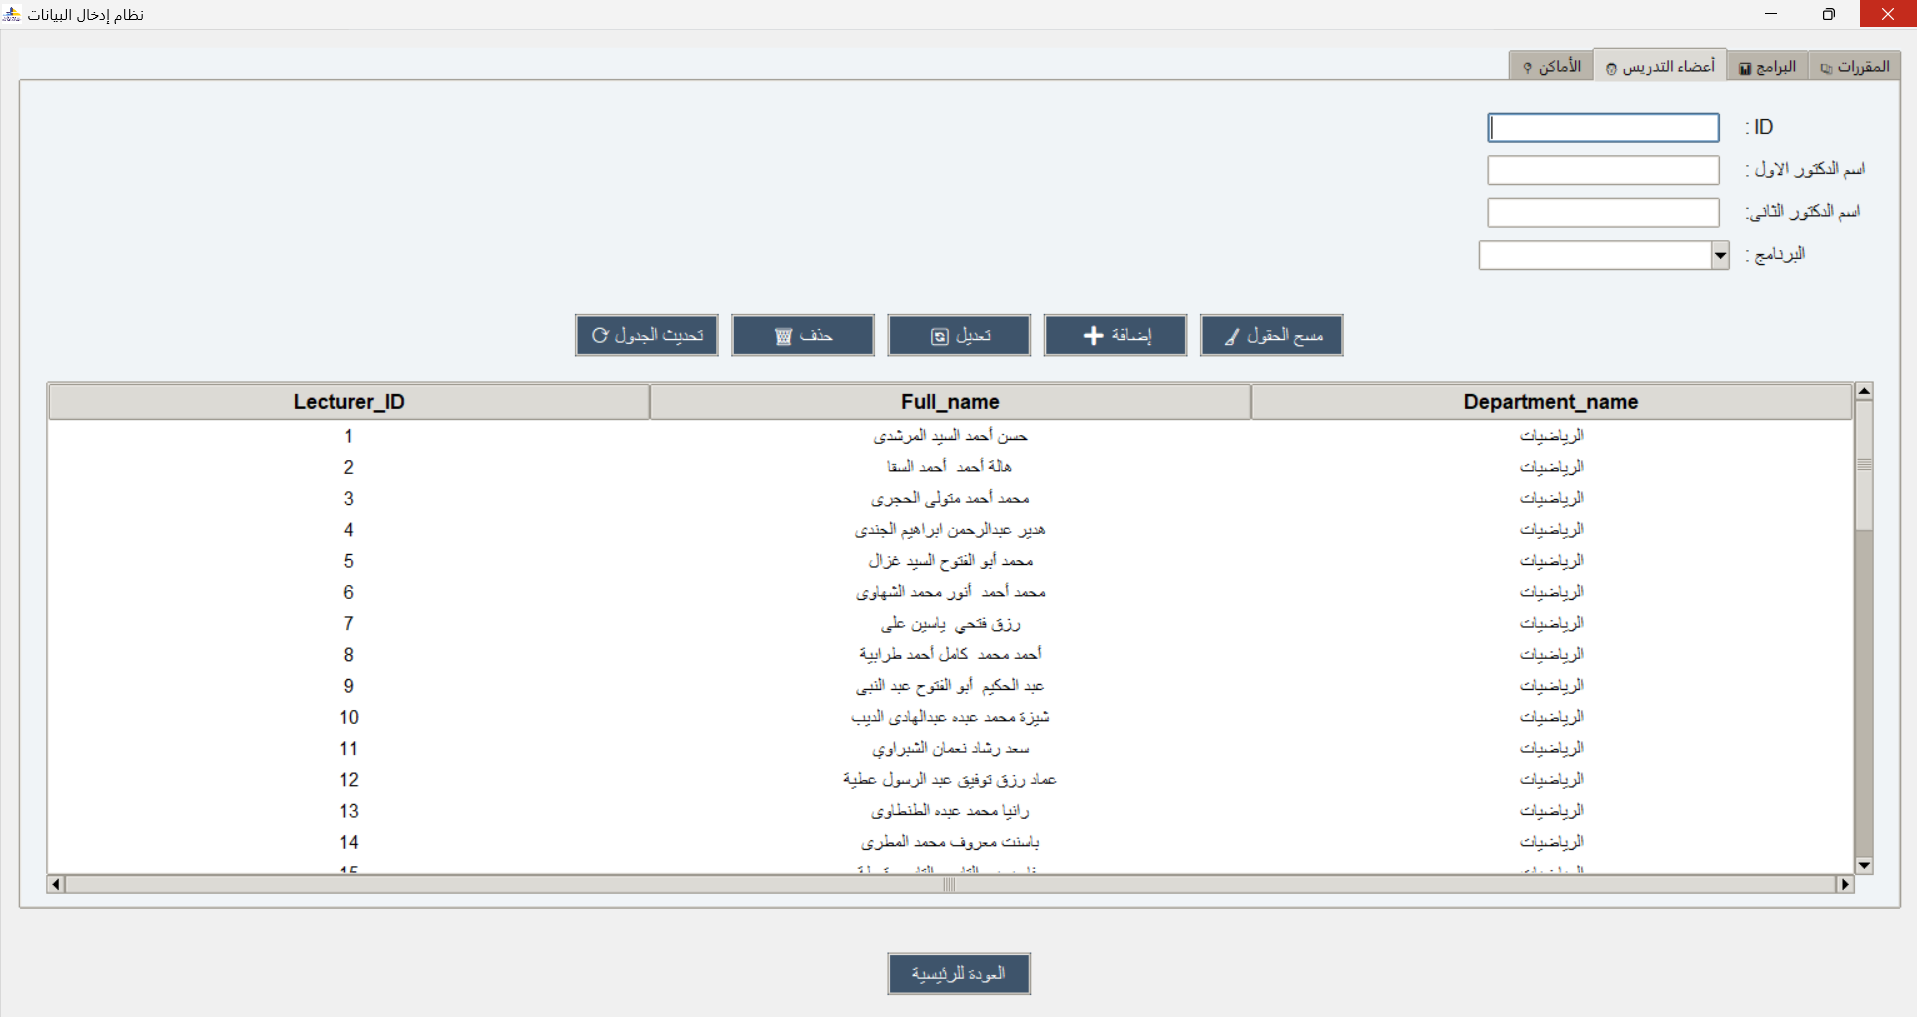 نظام إدخال البيانات
المقررات
البرامج
أعضاء التدريس
الأماكن
ID :
اسم الدكتور الاول :
اسم الدكتور الثانى:
البرنامج :
مسح الحقول
إضافة
تعديل
حذف
تحديث الجدول
Lecturer_ID Full_name Department_name
1 حسن أحمد السيد المرشدى الرياضيات
2 هالة أحمد أحمد السقا الرياضيات
3 محمد أحمد متولى الحجرى الرياضيات
4 هدير عبدالرحمن ابراهيم الجندى الرياضيات
5 محمد أبو الفتوح السيد غزال الرياضيات
6 محمد أحمد أنور محمد الشهاوى الرياضيات
7 رزق فتحي ياسين على الرياضيات
8 أحمد محمد كامل أحمد طرابية الرياضيات
9 عبد الحكيم أبو الفتوح عبد النبى الرياضيات
10 شيزة محمد عبده عبدالهادى الديب الرياضيات
11 سعد رشاد نعمان الشبراوي الرياضيات
12 عماد رزق توفيق عبد الرسول عطية الرياضيات
13 رانيا محمد عبده الطنطاوى الرياضيات
14 باسنت معروف محمد المطرى الرياضيات
15
العودة للرئيسية